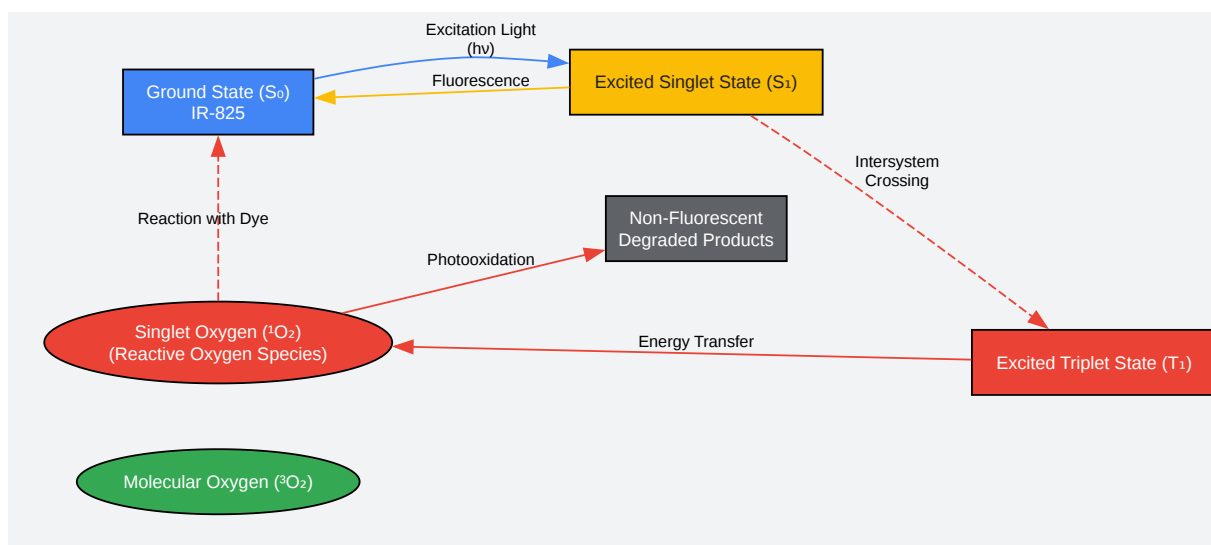 Excitation Light
(hν)
Ground State (S₀)
IR-825
Fluorescence
Excited Singlet State (S₁)
Intersystem
Crossing
Reaction with Dye
Non-Fluorescent
Degraded Products
Photooxidation
Singlet Oxygen (¹O₂)
(Reactive Oxygen Species)
Energy Transfer
Excited Triplet State (T₁)
Molecular Oxygen (³O₂)